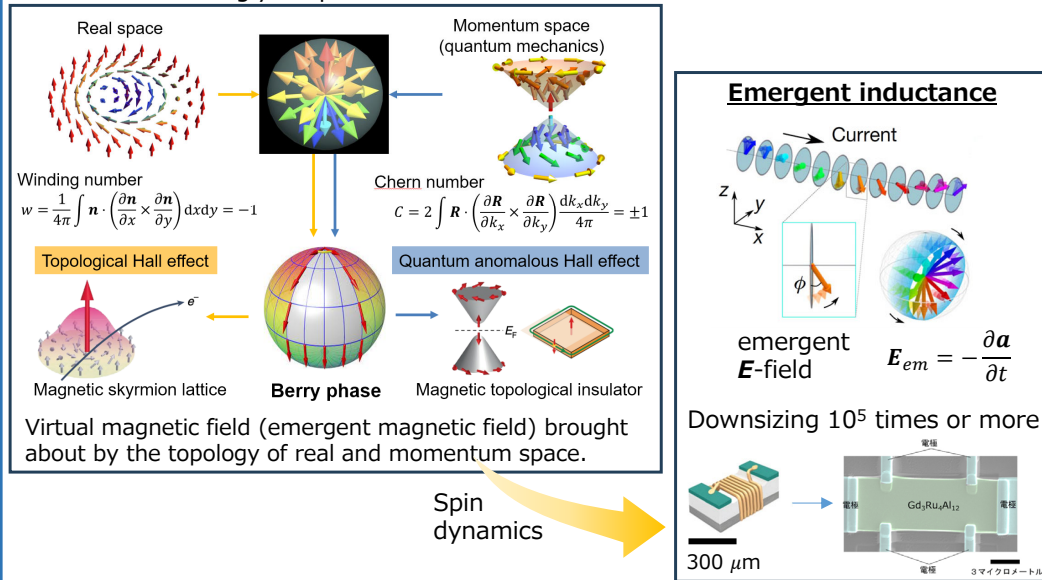 Real space
Momentum space
(quantum mechanics)
Winding number
w = \frac{1}{4\pi} \int \boldsymbol{n} \cdot \left( \frac{\partial \boldsymbol{n}}{\partial x} \times \frac{\partial \boldsymbol{n}}{\partial y} \right) \mathrm{d}x\mathrm{d}y = -1
Chern number
C = 2 \int \boldsymbol{R} \cdot \left( \frac{\partial \boldsymbol{R}}{\partial k_x} \times \frac{\partial \boldsymbol{R}}{\partial k_y} \right) \frac{\mathrm{d}k_x \mathrm{d}k_y}{4\pi} = \pm 1
Topological Hall effect
Quantum anomalous Hall effect
e⁻
E_F
Magnetic skyrmion lattice
Berry phase
Magnetic topological insulator
Virtual magnetic field (emergent magnetic field) brought
about by the topology of real and momentum space.
Spin
dynamics
Emergent inductance
Current
z
y
x
ϕ
emergent
E-field
\boldsymbol{E}_{em} = -\frac{\partial \boldsymbol{a}}{\partial t}
Downsizing 10⁵ times or more
300 μm
電極
電極
Gd₃Ru₄Al₁₂
電極
電極
3マイクロメートル